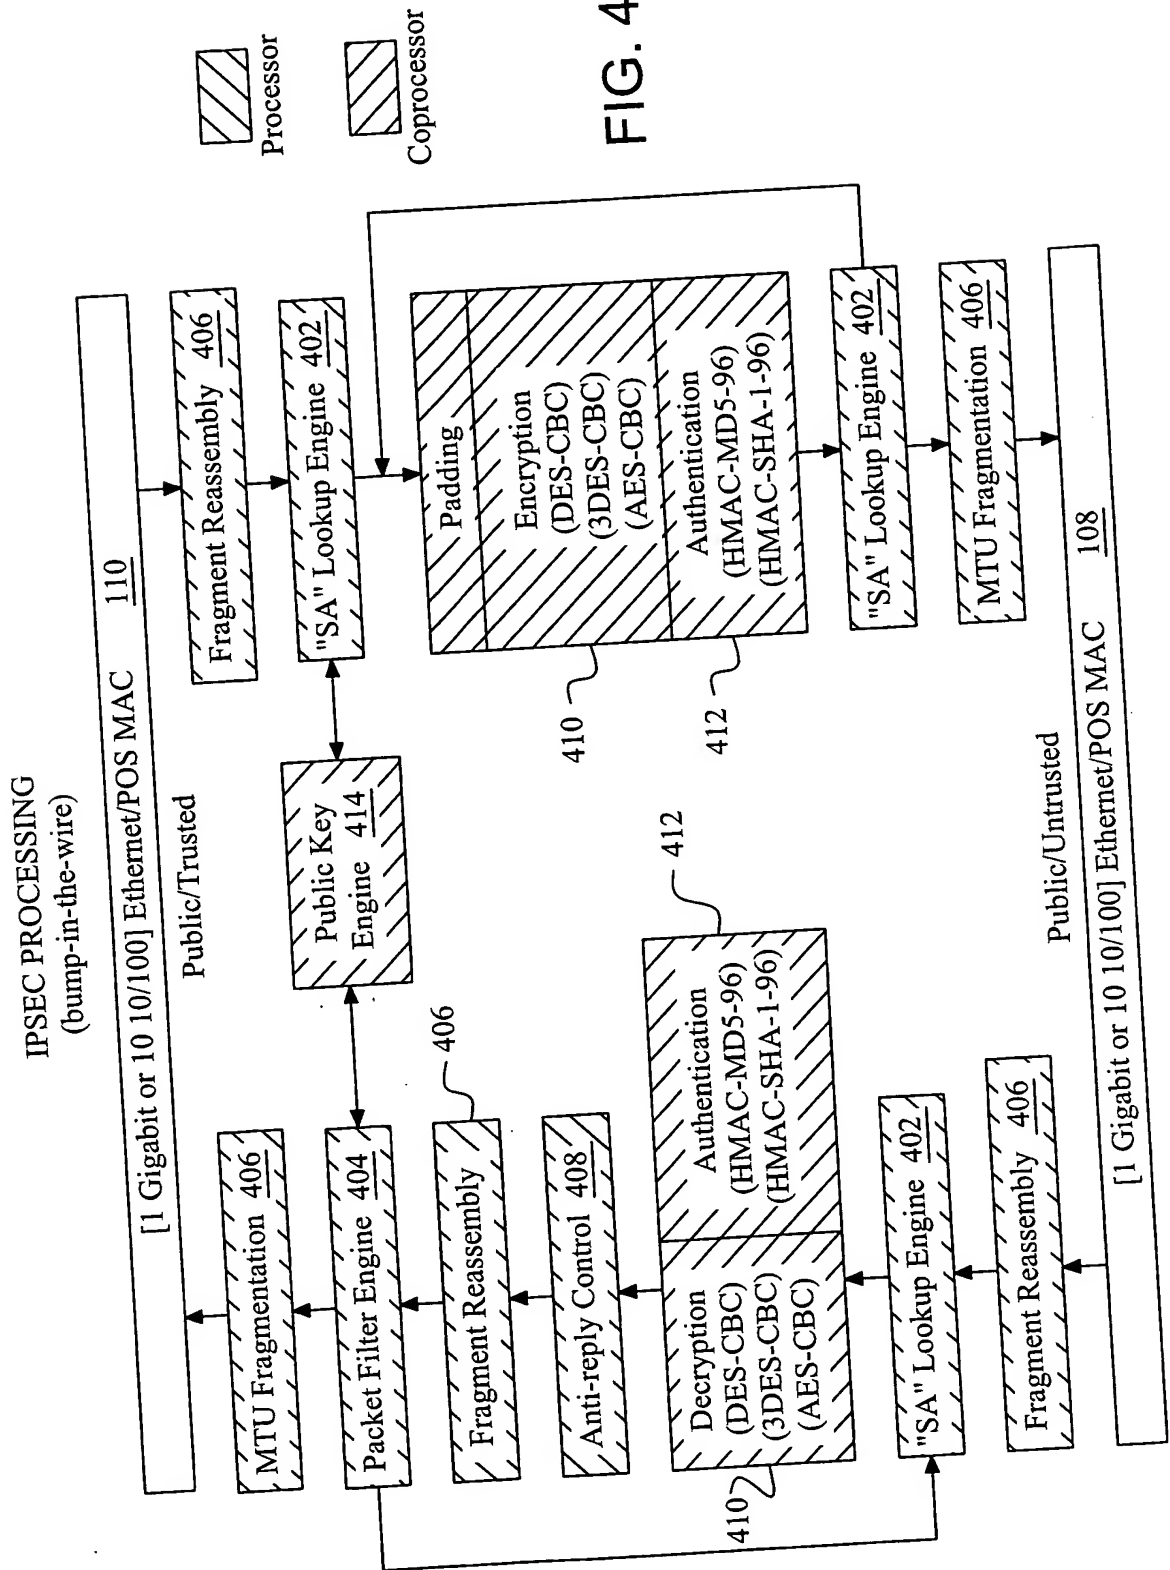 IPSEC PROCESSING
(bump-in-the-wire)
[1 Gigabit or 10 10/100] Ethernet/POS MAC 110
Public/Trusted
MTU Fragmentation 406
Packet Filter Engine 404
Fragment Reassembly
406
Anti-reply Control 408
Decryption
(DES-CBC)
(3DES-CBC)
(AES-CBC)
410
Authentication
(HMAC-MD5-96)
(HMAC-SHA-1-96)
412
"SA" Lookup Engine 402
Fragment Reassembly 406
Public Key
Engine 414
Fragment Reassembly 406
"SA" Lookup Engine 402
Padding
Encryption
(DES-CBC)
(3DES-CBC)
(AES-CBC)
410
Authentication
(HMAC-MD5-96)
(HMAC-SHA-1-96)
412
"SA" Lookup Engine 402
MTU Fragmentation 406
Public/Untrusted
[1 Gigabit or 10 10/100] Ethernet/POS MAC 108
Processor
Coprocessor
FIG. 4